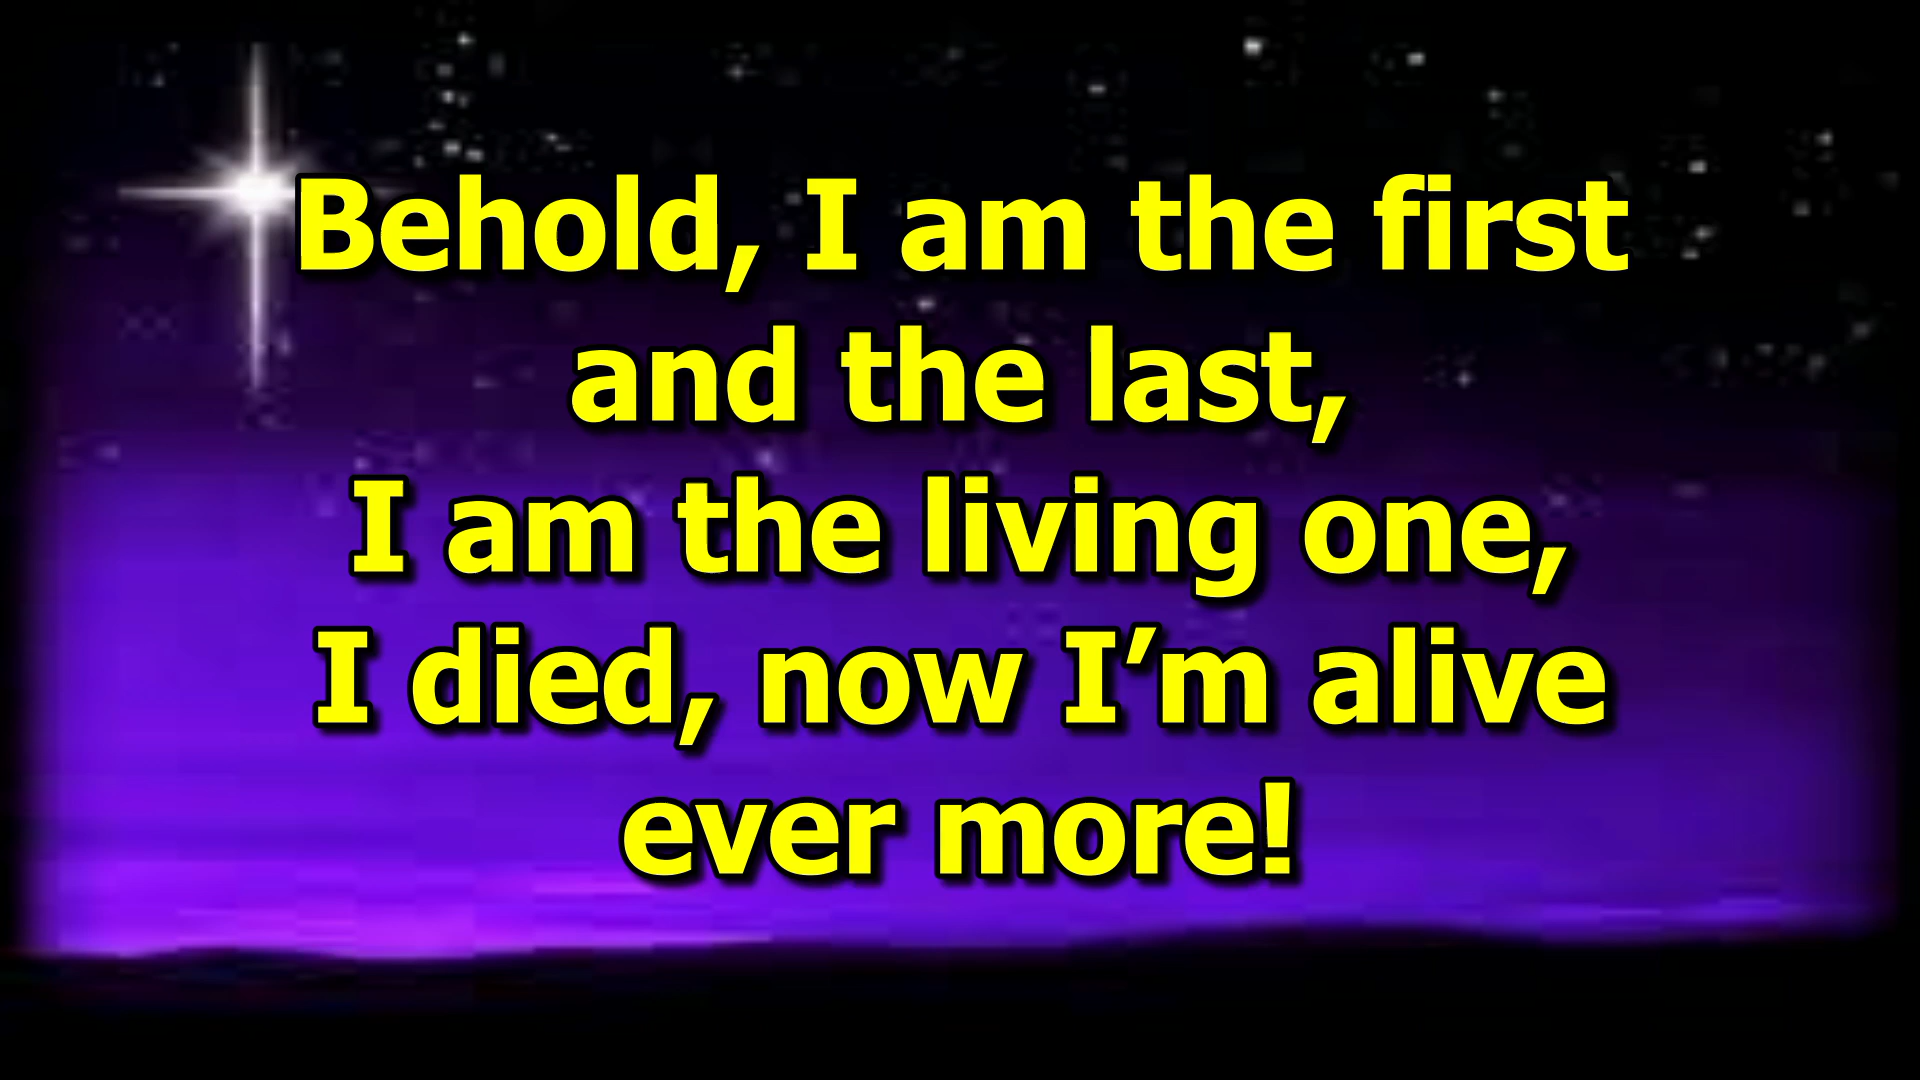 Behold, I am the first
and the last,
I am the living one,
I died, now I’m alive
ever more!